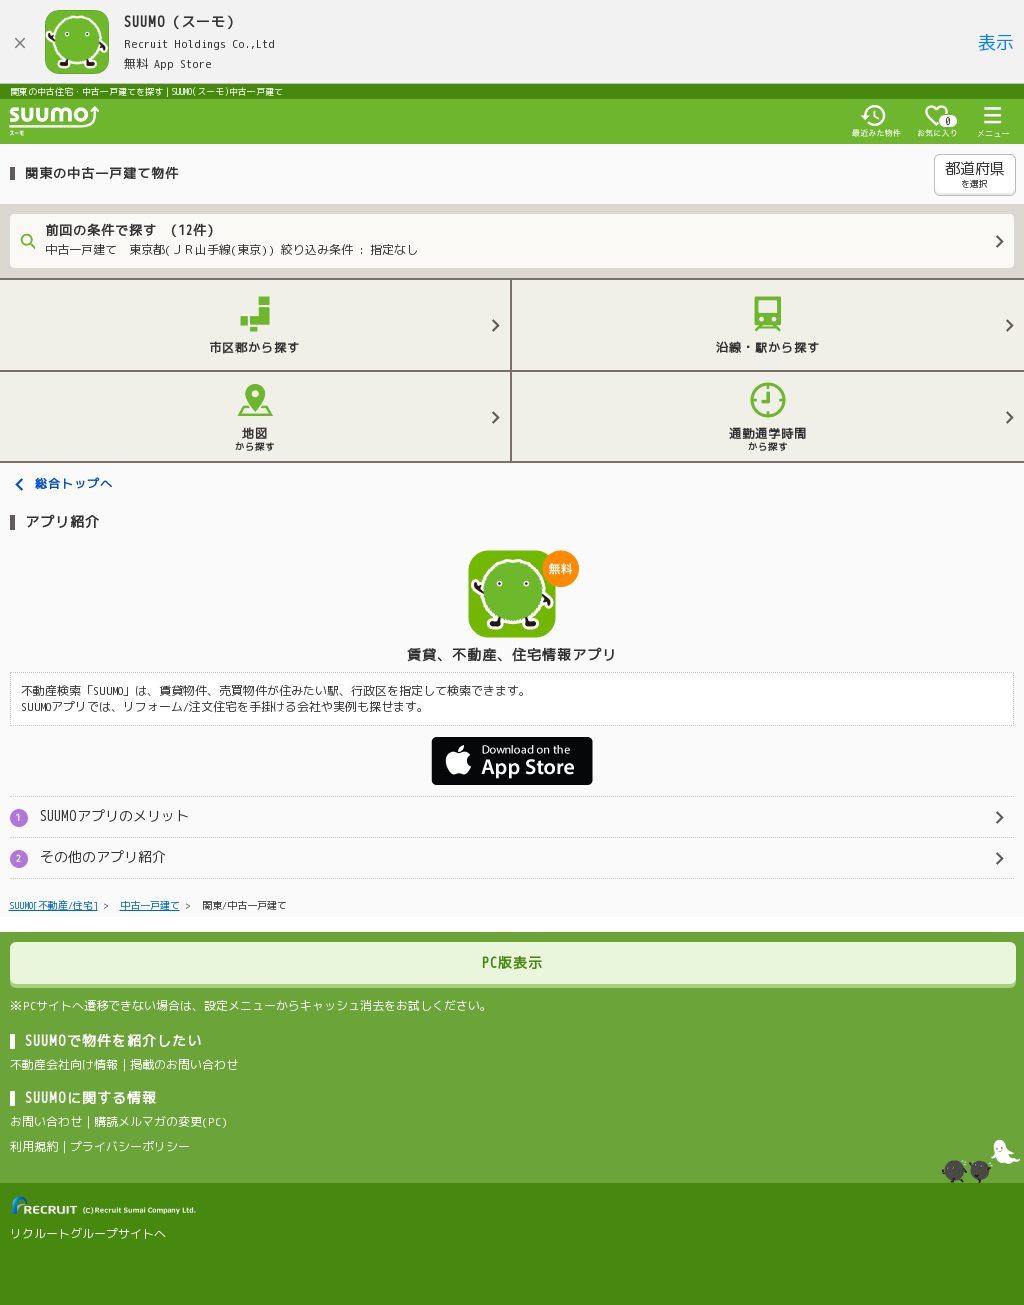 SUUMO（スーモ）
Recruit Holdings Co.,Ltd
無料 App Store
表示
関東の中古住宅・中古一戸建てを探す｜SUUMO(スーモ)中古一戸建て
suumo
スーモ
最近みた物件
0
お気に入り
メニュー
関東の中古一戸建て物件
都道府県
を選択
前回の条件で探す （12件）
中古一戸建て　東京都(ＪＲ山手線(東京)) 絞り込み条件 : 指定なし
市区郡から探す
沿線・駅から探す
地図
から探す
通勤通学時間
から探す
総合トップへ
アプリ紹介
無料
賃貸、不動産、住宅情報アプリ
不動産検索「SUUMO」は、賃貸物件、売買物件が住みたい駅、行政区を指定して検索できます。
SUUMOアプリでは、リフォーム/注文住宅を手掛ける会社や実例も探せます。
Download on the
App Store
1 SUUMOアプリのメリット
2 その他のアプリ紹介
SUUMO[不動産/住宅] > 中古一戸建て > 関東/中古一戸建て
PC版表示
※PCサイトへ遷移できない場合は、設定メニューからキャッシュ消去をお試しください。
SUUMOで物件を紹介したい
不動産会社向け情報｜掲載のお問い合わせ
SUUMOに関する情報
お問い合わせ｜購読メルマガの変更(PC)
利用規約｜プライバシーポリシー
RECRUIT (C)Recruit Sumai Company Ltd.
リクルートグループサイトへ